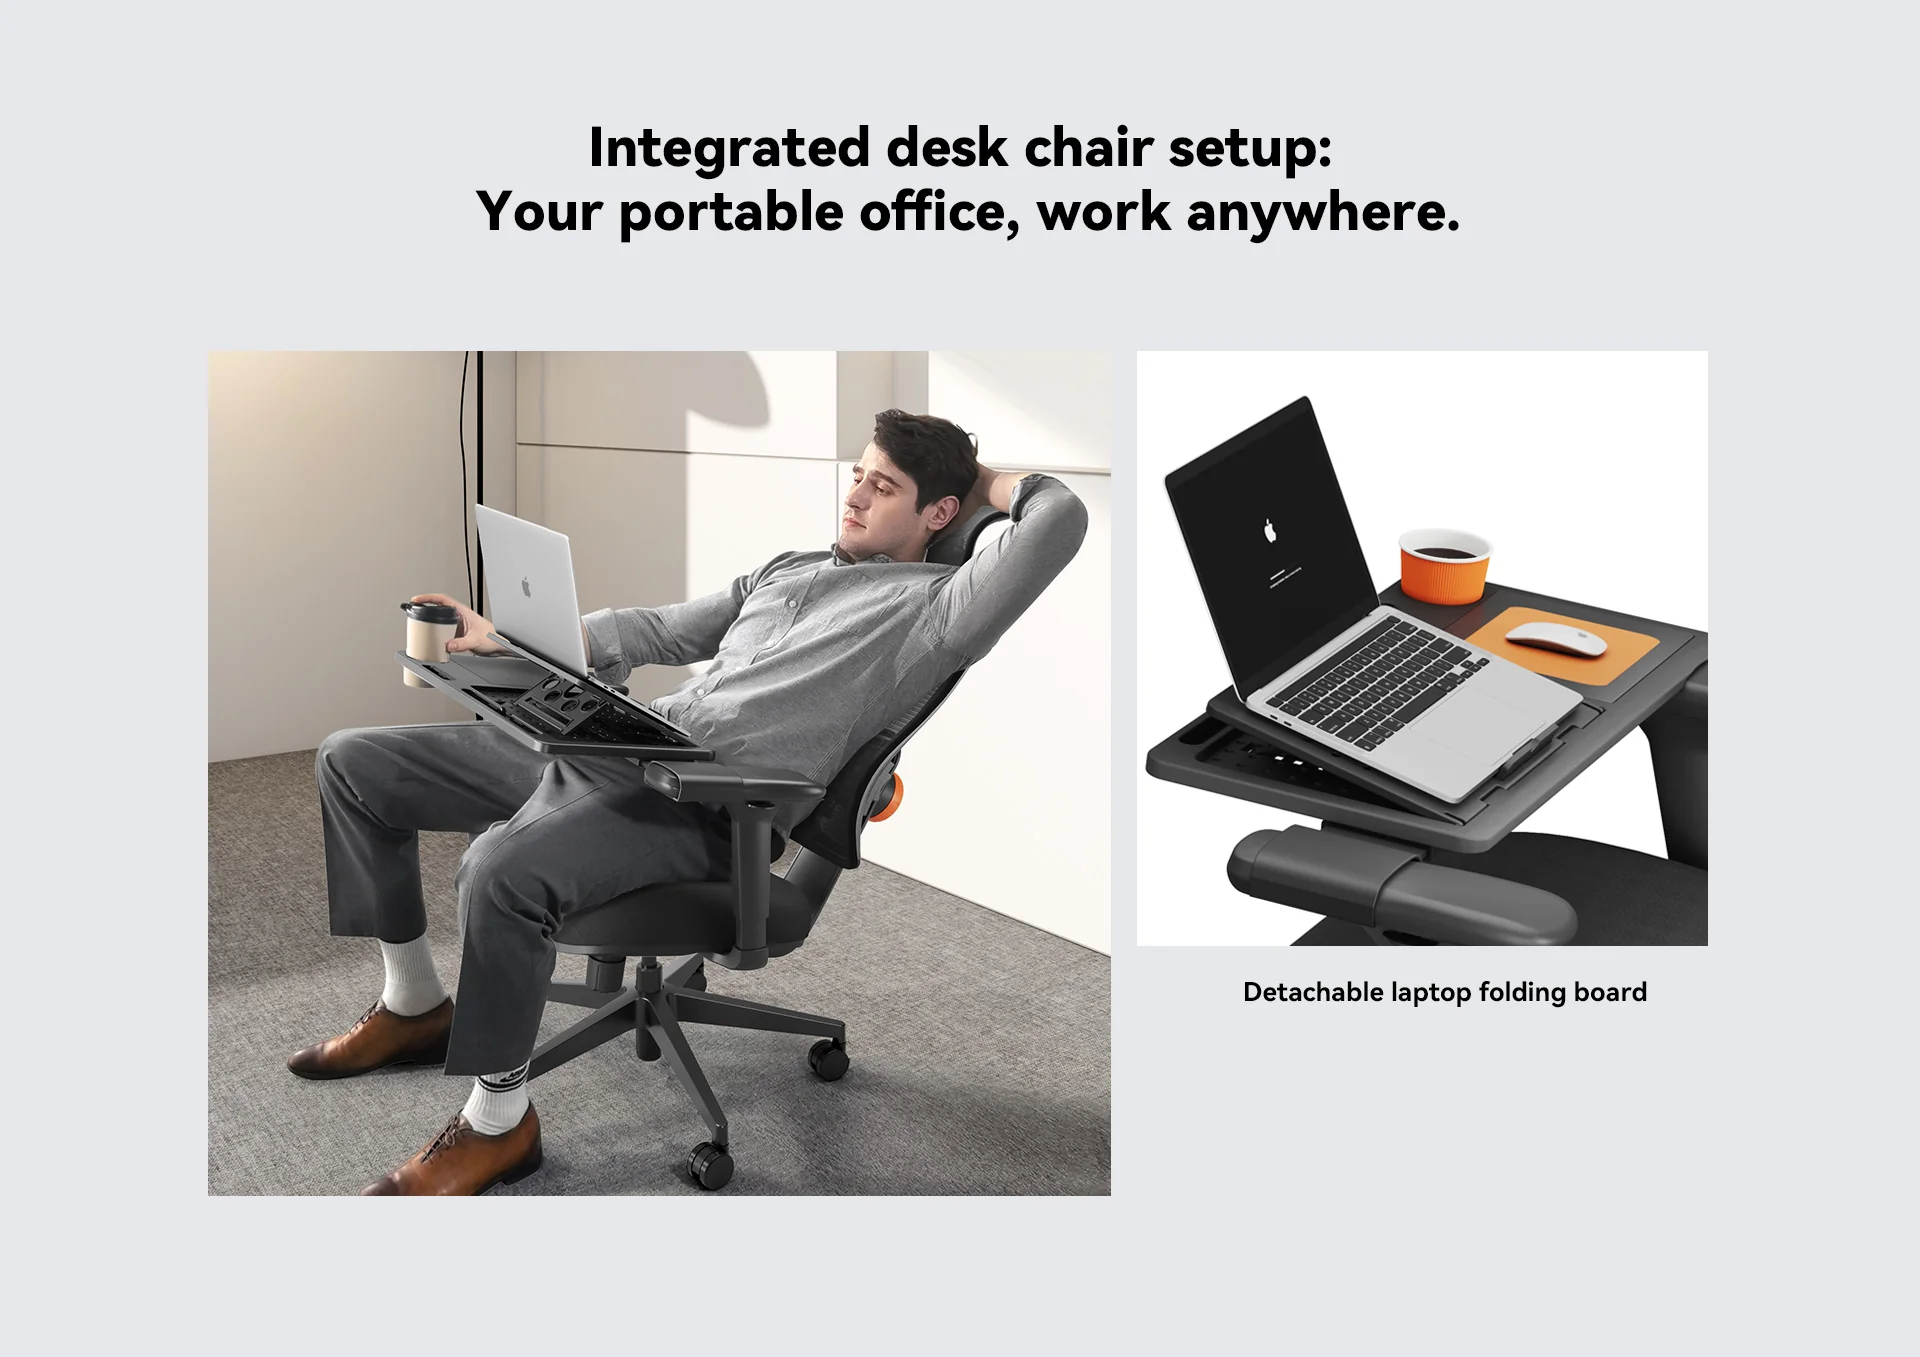 Integrated desk chair setup:
Your portable office, work anywhere.
Detachable laptop folding board